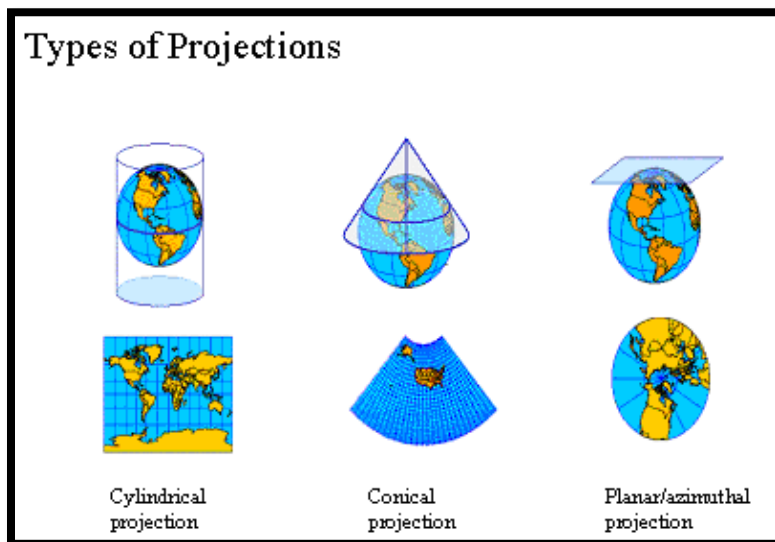 Types of Projections
Cylindrical
projection
Conical
projection
Planar/azimuthal
projection